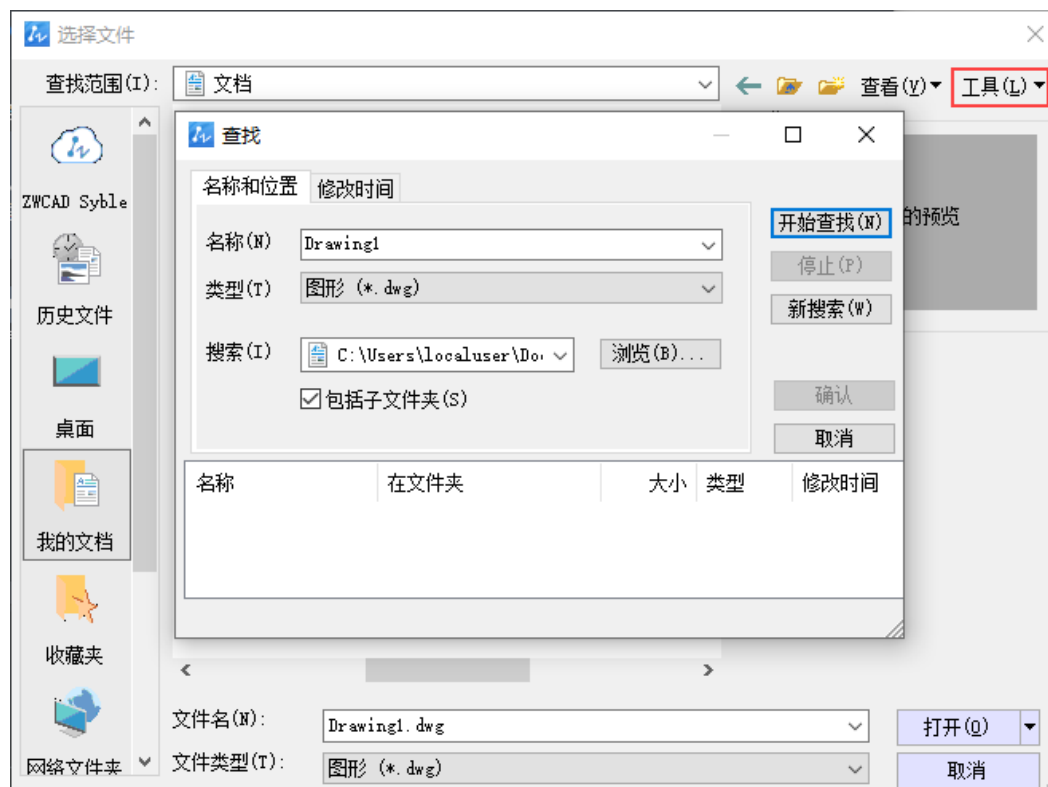 选择文件
查找范围(I):
文档
查看(V)
工具(L)
查找
名称和位置
修改时间
名称(N)
Drawing1
类型(T)
图形 (*.dwg)
搜索(I)
C:\Users\localuser\Do
浏览(B)...
包括子文件夹(S)
开始查找(N)
停止(P)
新搜索(W)
确认
取消
名称
在文件夹
大小
类型
修改时间
的预览
ZWCAD Syble
历史文件
桌面
我的文档
收藏夹
网络文件夹
文件名(N):
Drawing1.dwg
打开(O)
文件类型(T):
图形 (*.dwg)
取消